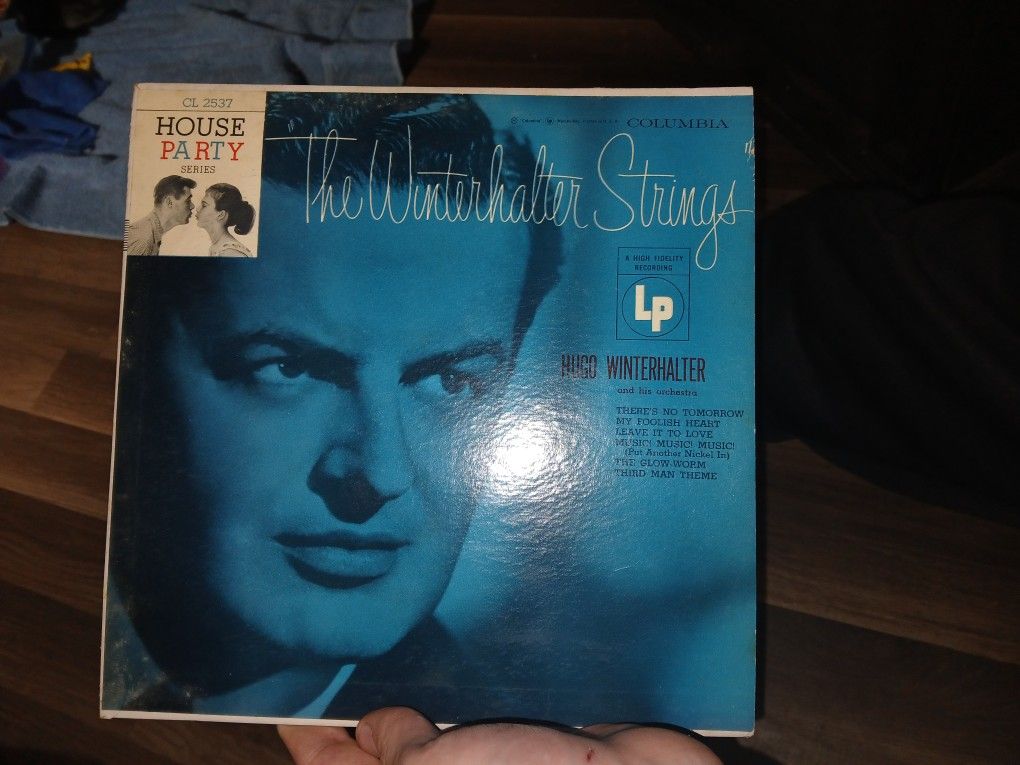 CL 2537
HOUSE
PARTY
SERIES
COLUMBIA
The Winterhalter Strings
A HIGH FIDELITY
RECORDING
LP
HUGO WINTERHALTER
and his orchestra
THERE'S NO TOMORROW
MY FOOLISH HEART
LEAVE IT TO LOVE
MUSIC! MUSIC! MUSIC!
(Put Another Nickel In)
THE GLOW-WORM
THIRD MAN THEME